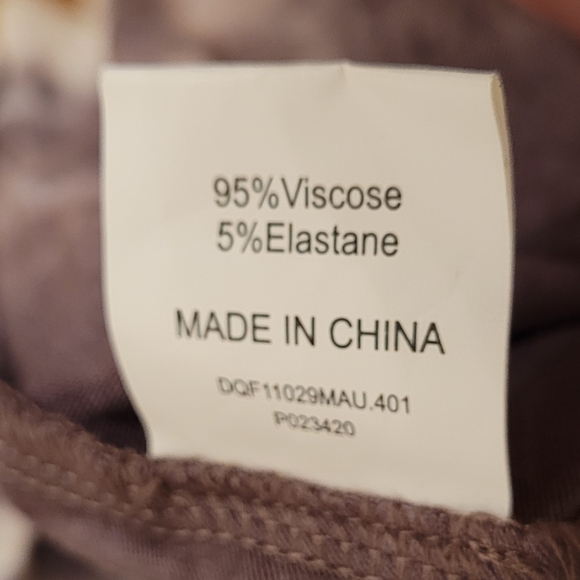 95%Viscose
5%Elastane
MADE IN CHINA
DQF11029MAU.401
P023420